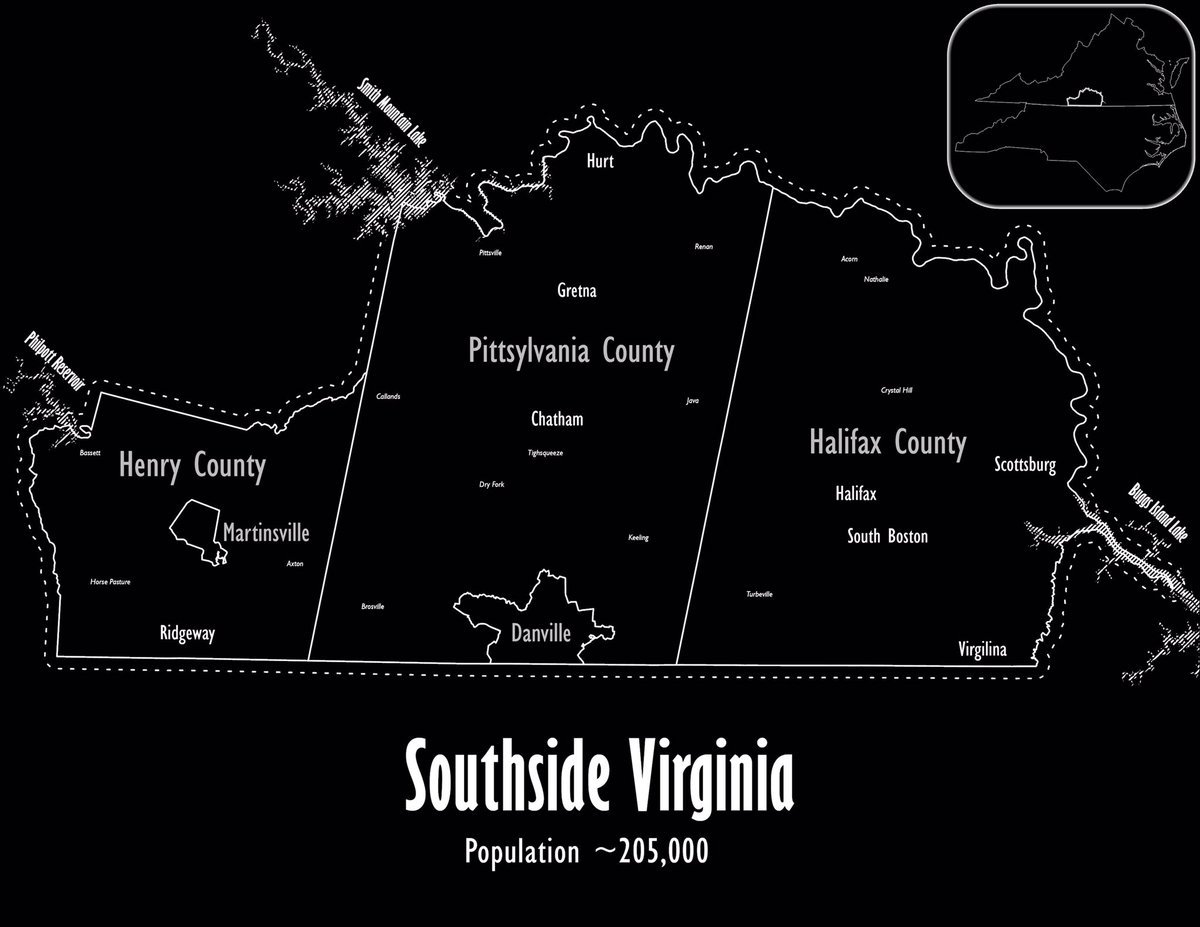 Smith Mountain Lake
Hurt
Pittsville
Renan
Acorn
Nathalie
Gretna
Philpott Reservoir
Pittsylvania County
Callands
Java
Crystal Hill
Chatham
Halifax County
Bassett
Tighsqueeze
Henry County
Scottsburg
Dry Fork
Halifax
Buggs Island Lake
Martinsville
Keeling
South Boston
Axton
Horse Pasture
Turbeville
Brosville
Ridgeway
Danville
Virgilina
Southside Virginia
Population ~205,000